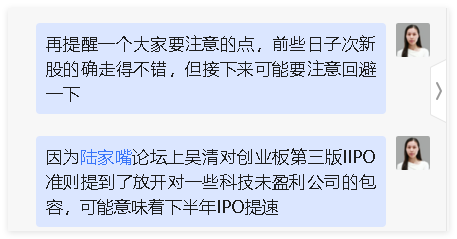 再提醒一个大家要注意的点，前些日子次新
股的确走得不错，但接下来可能要注意回避
一下
因为陆家嘴论坛上吴清对创业板第三版IIPO
准则提到了放开对一些科技未盈利公司的包
容，可能意味着下半年IPO提速